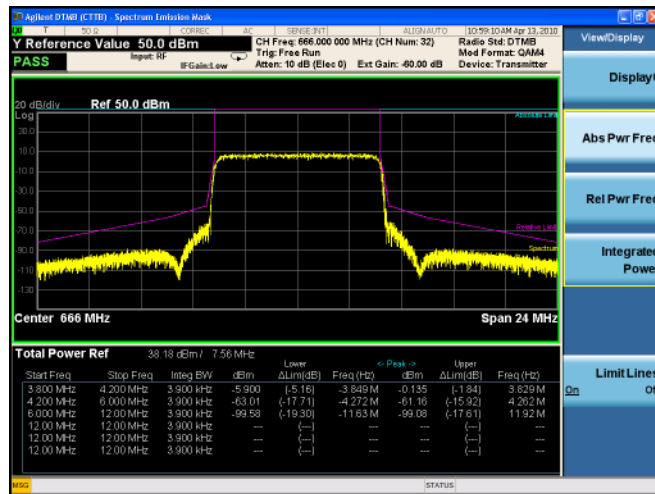 Agilent DTMB (CTTB) - Spectrum Emission Mask
T 50 Ω CORREC AC SENSE:INT ALIGNAUTO 10:59:10 AM Apr 13, 2010
Y Reference Value 50.0 dBm
CH Freq: 666.000 000 MHz (CH Num: 32) Radio Std: DTMB
Input: RF Trig: Free Run Mod Format: QAM4
PASS IFGain:Low Atten: 10 dB (Elec 0) Ext Gain: -60.00 dB Device: Transmitter
20 dB/div Ref 50.0 dBm
Log
Absolute Limit
30.0
10.0
-10.0
-30.0
-50.0
-70.0
Relative Limit
-90.0
Spectrum
-110
-130
Center 666 MHz Span 24 MHz
Total Power Ref 38.18 dBm / 7.56 MHz
Lower <- Peak -> Upper
Start Freq Stop Freq Integ BW dBm ΔLim(dB) Freq (Hz) dBm ΔLim(dB) Freq (Hz)
3.800 MHz 4.200 MHz 3.900 kHz -5.900 (-5.16) -3.849 M -0.135 (-1.84) 3.829 M
4.200 MHz 6.000 MHz 3.900 kHz -63.01 (-17.71) -4.272 M -61.16 (-15.92) 4.262 M
6.000 MHz 12.00 MHz 3.900 kHz -99.58 (-19.30) -11.63 M -99.08 (-17.61) 11.92 M
12.00 MHz 12.00 MHz 3.900 kHz --- (---) --- (---)
12.00 MHz 12.00 MHz 3.900 kHz --- (---) --- (---)
12.00 MHz 12.00 MHz 3.900 kHz --- (---) --- (---)
MSG STATUS
View/Display
Display
Abs Pwr Freq
Rel Pwr Freq
Integrated
Power
Limit Lines
On